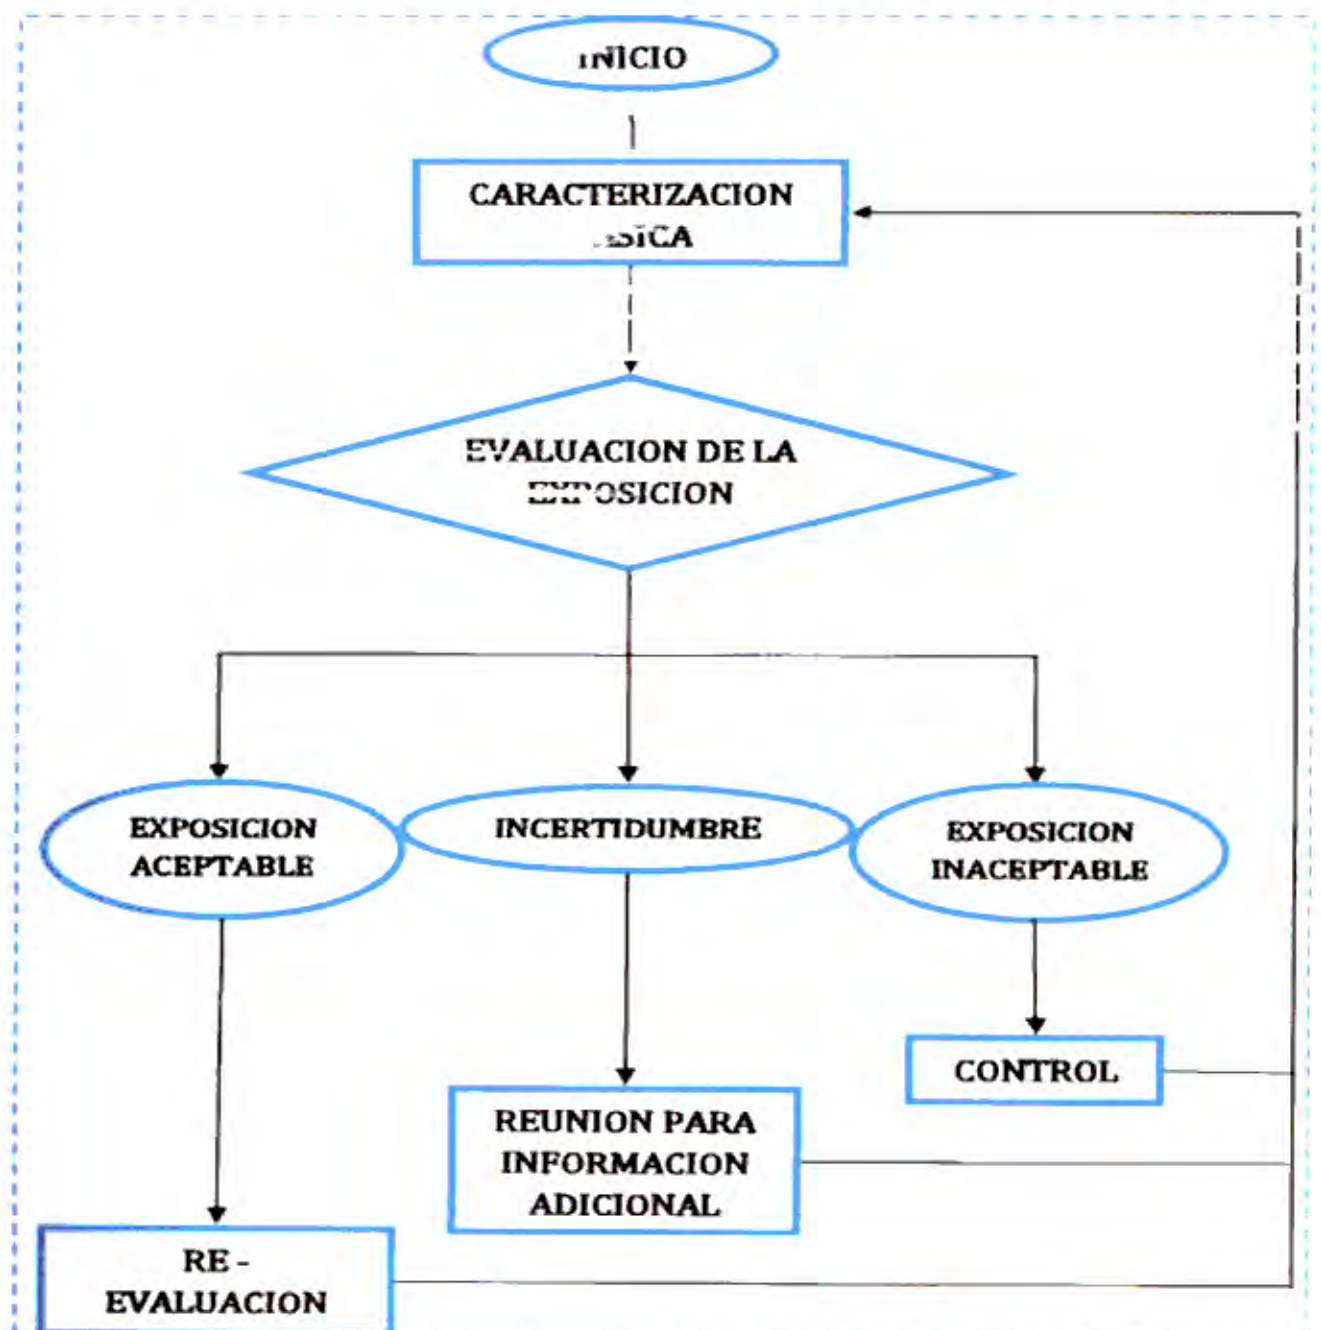 INICIO
CARACTERIZACION
EVALUACION DE LA
EXPOSICION
EXPOSICION
ACEPTABLE
INCERTIDUMBRE
EXPOSICION
INACEPTABLE
CONTROL
REUNION PARA
INFORMACION
ADICIONAL
RE -
EVALUACION